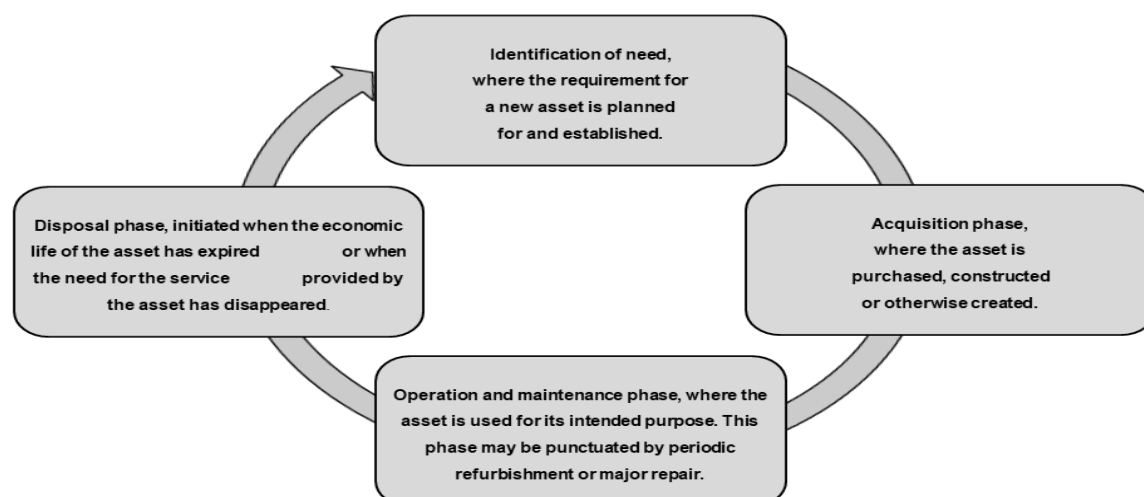 Identification of need,
where the requirement for
a new asset is planned
for and established.
Acquisition phase,
where the asset is
purchased, constructed
or otherwise created.
Operation and maintenance phase, where the
asset is used for its intended purpose. This
phase may be punctuated by periodic
refurbishment or major repair.
Disposal phase, initiated when the economic
life of the asset has expired or when
the need for the service provided by
the asset has disappeared.